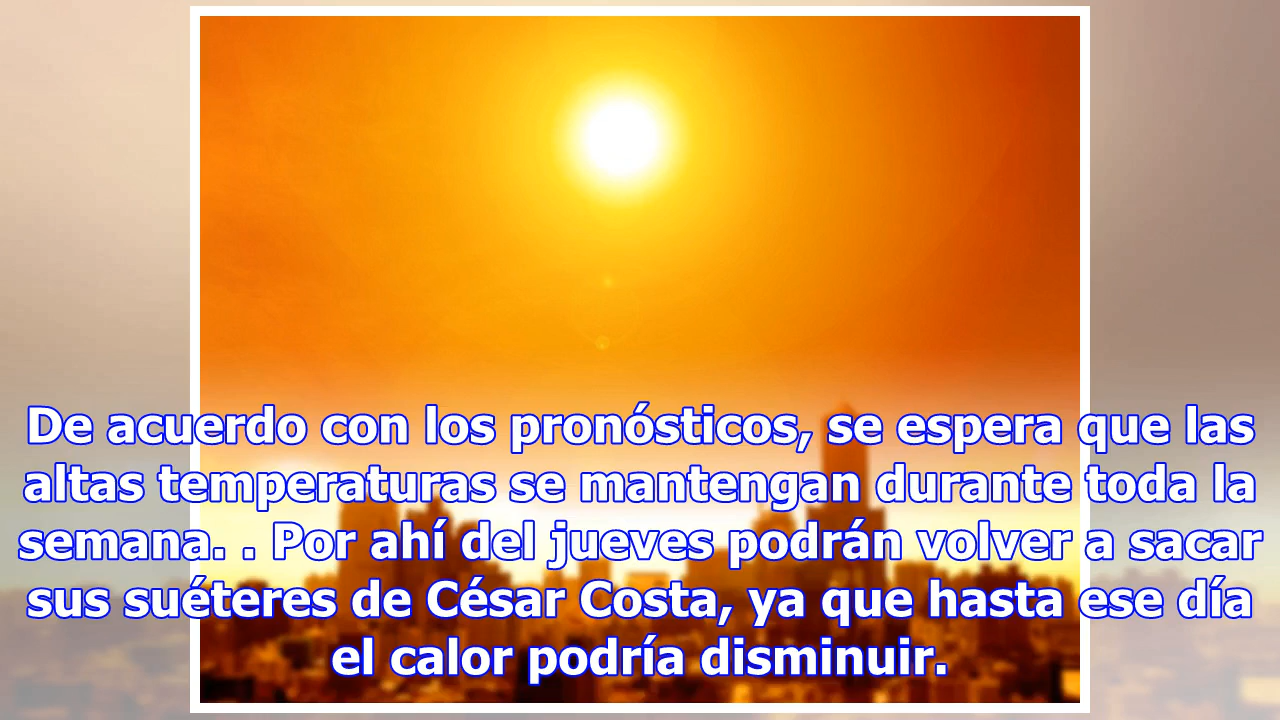 De acuerdo con los pronósticos, se espera que las
altas temperaturas se mantengan durante toda la
semana. . Por ahí del jueves podrán volver a sacar
sus suéteres de César Costa, ya que hasta ese día
el calor podría disminuir.